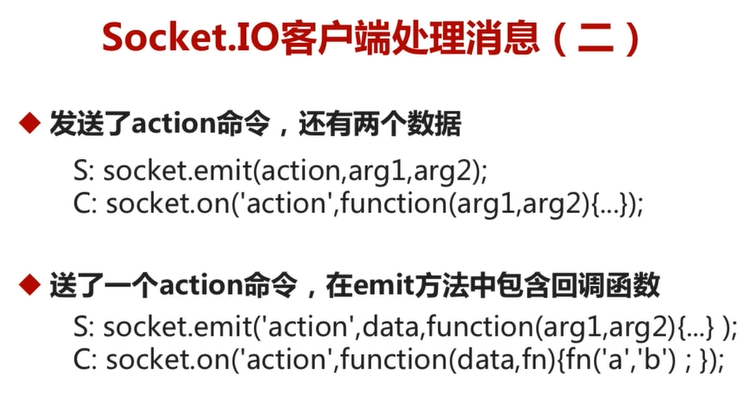 Socket.IO客户端处理消息（二）
发送了action命令，还有两个数据
S: socket.emit(action,arg1,arg2);
C: socket.on('action',function(arg1,arg2){...});
送了一个action命令，在emit方法中包含回调函数
S: socket.emit('action',data,function(arg1,arg2){...} );
C: socket.on('action',function(data,fn){fn('a','b') ; });